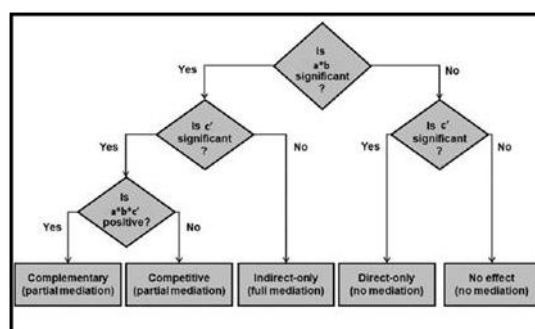 Is
a*b
significant
?
Yes
No
Is c'
significant
?
Is c'
significant
?
Yes
No
Yes
No
Is
a*b*c'
positive?
Yes
No
Complementary
(partial mediation)
Competitive
(partial mediation)
Indirect-only
(full mediation)
Direct-only
(no mediation)
No effect
(no mediation)